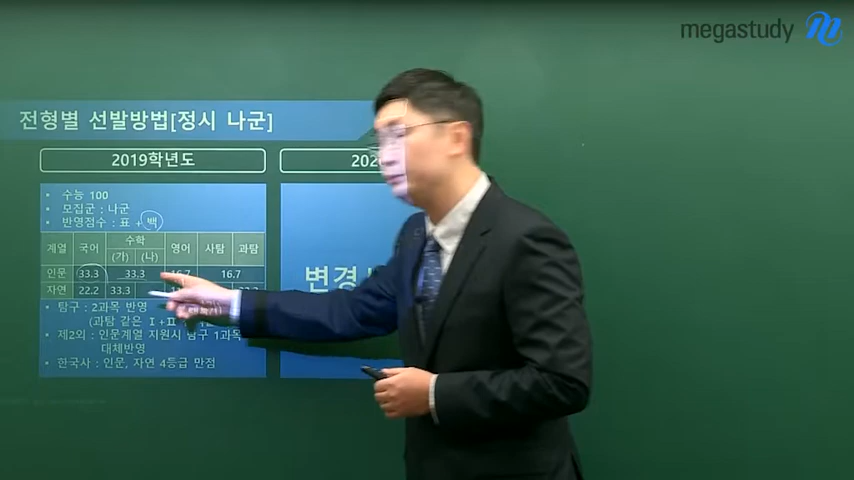 megastudy
전형별 선발방법[정시 나군]
2019학년도
수능 100
모집군 : 나군
반영점수 : 표 + 백
계열 국어 수학 영어 사탐 과탐
(가) (나)
인문 33.3 33.3 16.7 16.7
자연 22.2 33.3
탐구 : 2과목 반영
(과탐 같은 I+II
제2외 : 인문계열 지원시 탐구 1과목
대체반영
한국사 : 인문, 자연 4등급 만점
변경